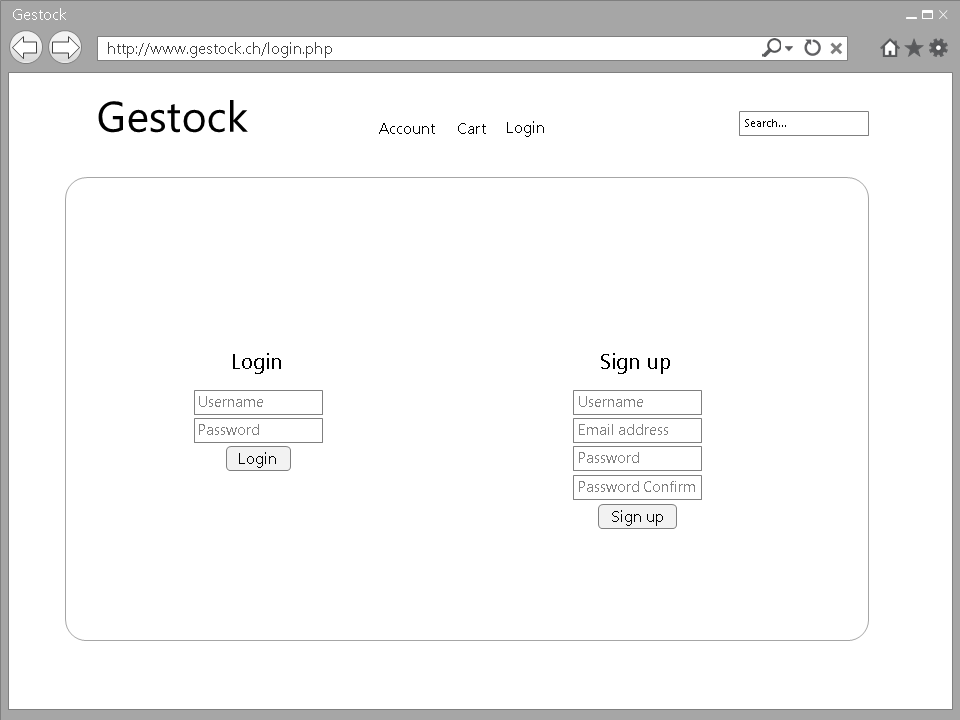 Gestock
http://www.gestock.ch/login.php
Gestock
Account Cart Login
Search...
Login
Username
Password
Login
Sign up
Username
Email address
Password
Password Confirm
Sign up